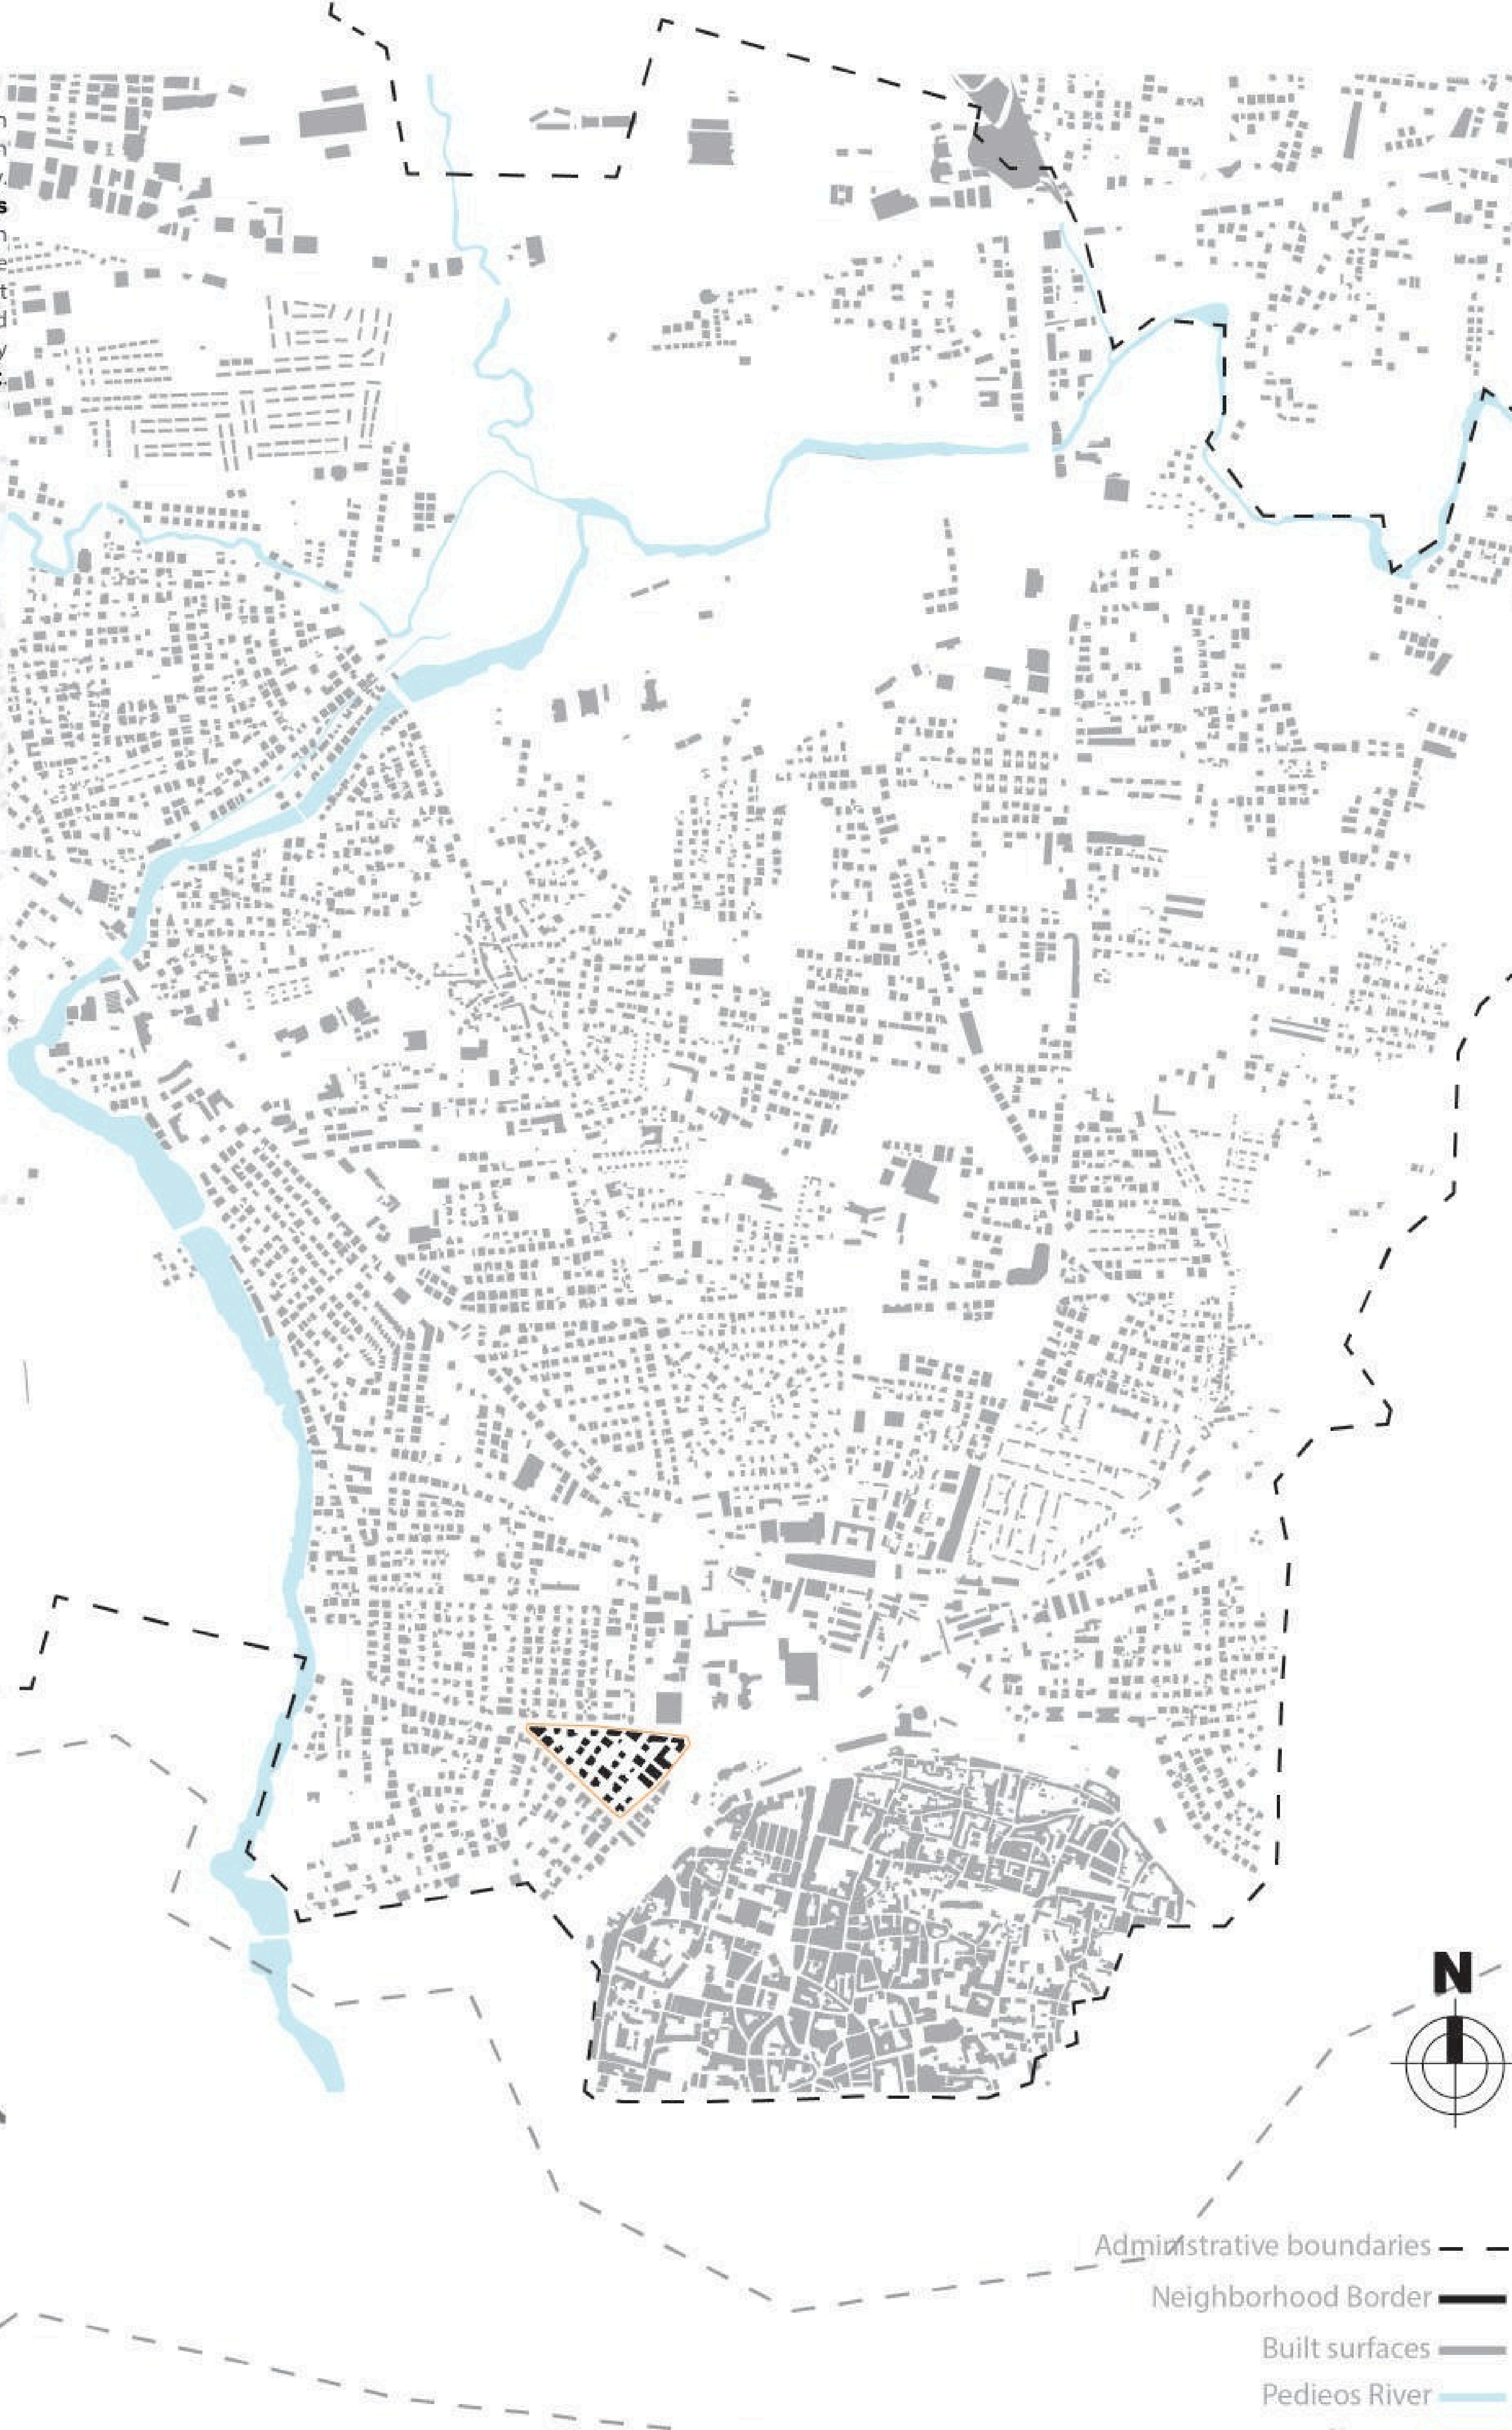 N
Administrative boundaries
Neighborhood Border
Built surfaces
Pedieos River